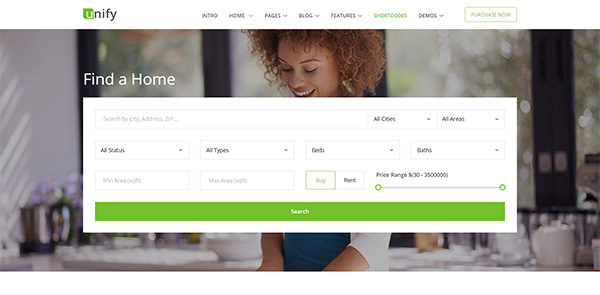 unify
INTRO HOME PAGES BLOG FEATURES SHORTCODES DEMOS PURCHASE NOW
Find a Home
Search by City, Address, ZIP ... All Cities All Areas
All Status All Types Beds Baths
Price Range $(30 - 3500000)
Min Area (sqft) Max Area (sqft) Buy Rent
Search